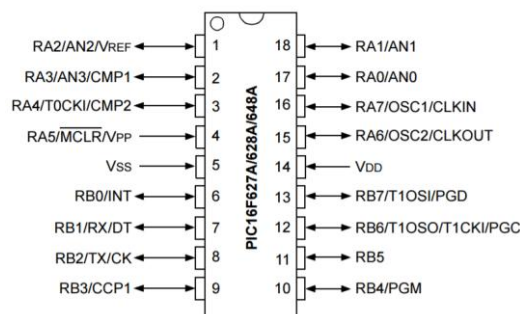 RA2/AN2/VREF 1 18 RA1/AN1
RA3/AN3/CMP1 2 17 RA0/AN0
RA4/T0CKI/CMP2 3 16 RA7/OSC1/CLKIN
RA5/MCLR/VPP 4 15 RA6/OSC2/CLKOUT
VSS 5 14 VDD
RB0/INT 6 13 RB7/T1OSI/PGD
RB1/RX/DT 7 12 RB6/T1OSO/T1CKI/PGC
RB2/TX/CK 8 11 RB5
RB3/CCP1 9 10 RB4/PGM
PIC16F627A/628A/648A